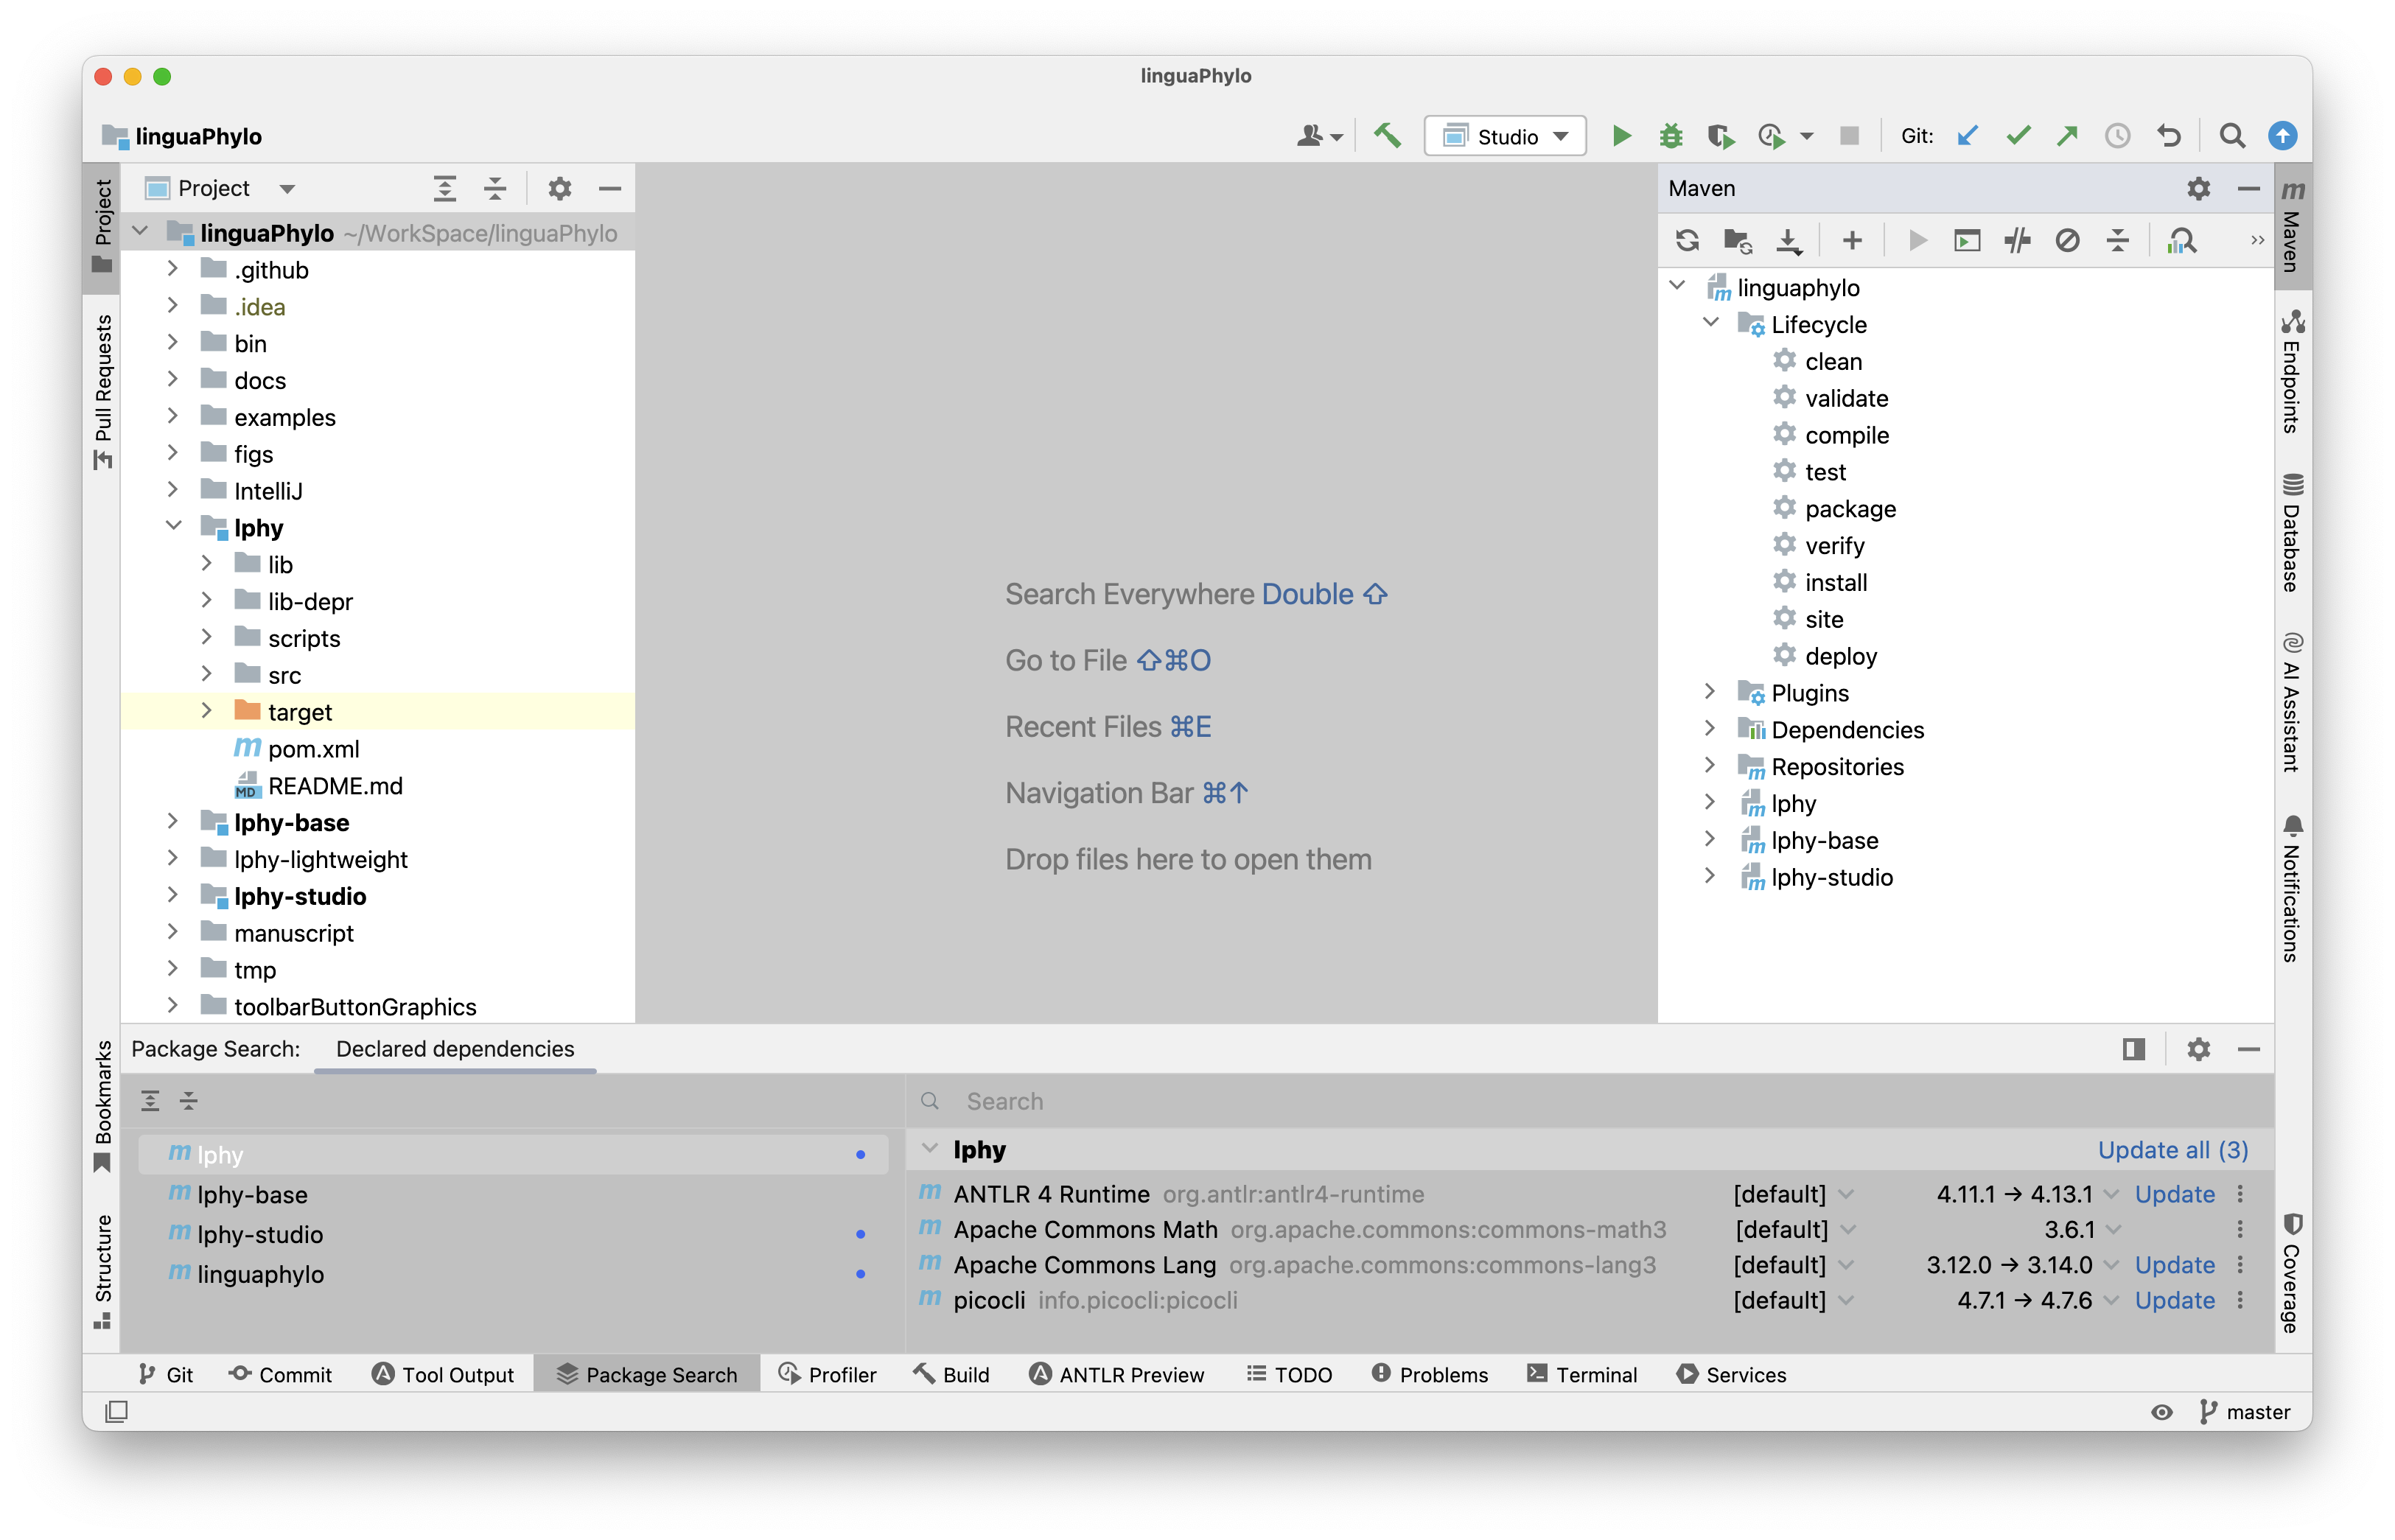 linguaPhylo
linguaPhylo
Studio
Git:
Project
linguaPhylo ~/WorkSpace/linguaPhylo
.github
.idea
bin
docs
examples
figs
IntelliJ
lphy
lib
lib-depr
scripts
src
target
pom.xml
MD README.md
lphy-base
lphy-lightweight
lphy-studio
manuscript
tmp
toolbarButtonGraphics
Project
Pull Requests
Bookmarks
Structure
Search Everywhere Double ⇧
Go to File ⇧⌘O
Recent Files ⌘E
Navigation Bar ⌘↑
Drop files here to open them
Maven
linguaphylo
Lifecycle
clean
validate
compile
test
package
verify
install
site
deploy
Plugins
Dependencies
Repositories
lphy
lphy-base
lphy-studio
m Maven
Endpoints
Database
AI Assistant
Notifications
Coverage
Package Search: Declared dependencies
m lphy
m lphy-base
m lphy-studio
m linguaphylo
Search
lphy Update all (3)
m ANTLR 4 Runtime org.antlr:antlr4-runtime [default] 4.11.1 → 4.13.1 Update
m Apache Commons Math org.apache.commons:commons-math3 [default] 3.6.1
m Apache Commons Lang org.apache.commons:commons-lang3 [default] 3.12.0 → 3.14.0 Update
m picocli info.picocli:picocli [default] 4.7.1 → 4.7.6 Update
Git Commit Tool Output Package Search Profiler Build ANTLR Preview TODO Problems Terminal Services
master